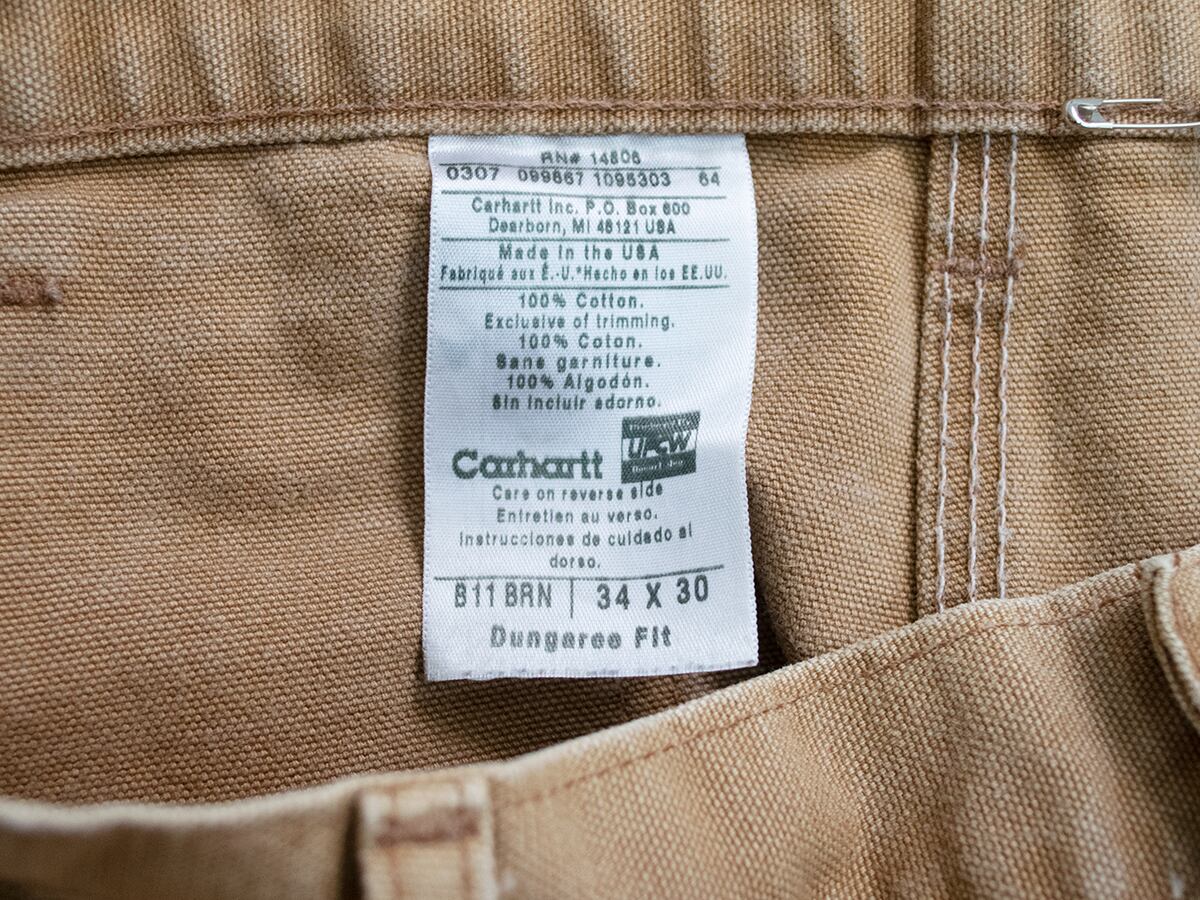 RN# 14806
0307 099867 1095303 64
Carhartt Inc. P.O. Box 600
Dearborn, MI 48121 USA
Made in the USA
Fabriqué aux É.-U.*Hecho en los EE.UU.
100% Cotton.
Exclusive of trimming.
100% Coton.
Sans garniture.
100% Algodón.
Sin incluir adorno.
Carhartt UFCW
Care on reverse side
Entretien au verso.
Instrucciones de cuidado al
dorso.
B11 BRN | 34 X 30
Dungaree Fit